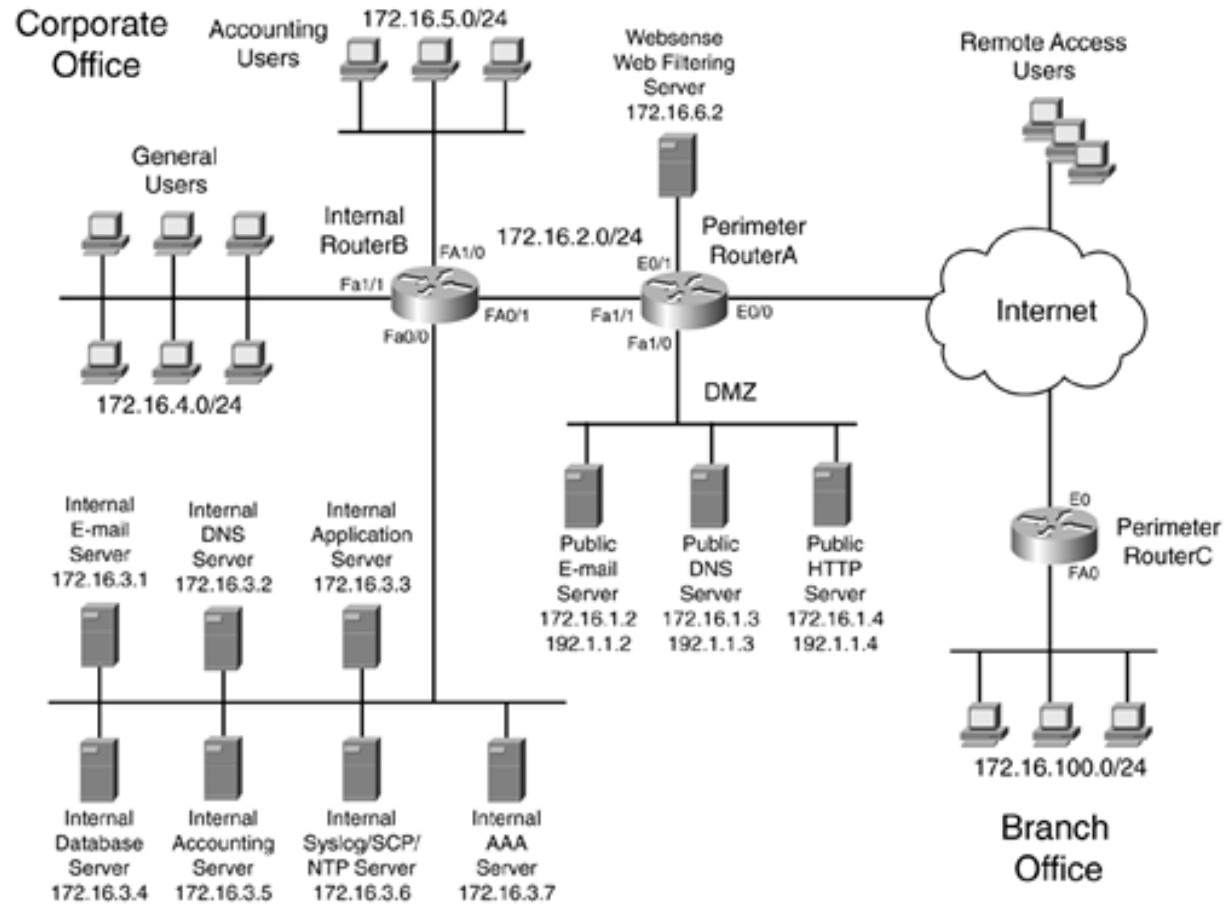 Corporate
Office
Accounting
Users
172.16.5.0/24
Websense
Web Filtering
Server
172.16.6.2
Remote Access
Users
General
Users
Internal
RouterB
172.16.2.0/24
Perimeter
RouterA
FA1/0
E0/1
Fa1/1
FA0/1
Fa1/1
E0/0
Fa0/0
Fa1/0
Internet
172.16.4.0/24
DMZ
Internal
E-mail
Server
172.16.3.1
Internal
DNS
Server
172.16.3.2
Internal
Application
Server
172.16.3.3
Public
E-mail
Server
172.16.1.2
192.1.1.2
Public
DNS
Server
172.16.1.3
192.1.1.3
Public
HTTP
Server
172.16.1.4
192.1.1.4
E0
Perimeter
RouterC
FA0
172.16.100.0/24
Branch
Office
Internal
Database
Server
172.16.3.4
Internal
Accounting
Server
172.16.3.5
Internal
Syslog/SCP/
NTP Server
172.16.3.6
Internal
AAA
Server
172.16.3.7